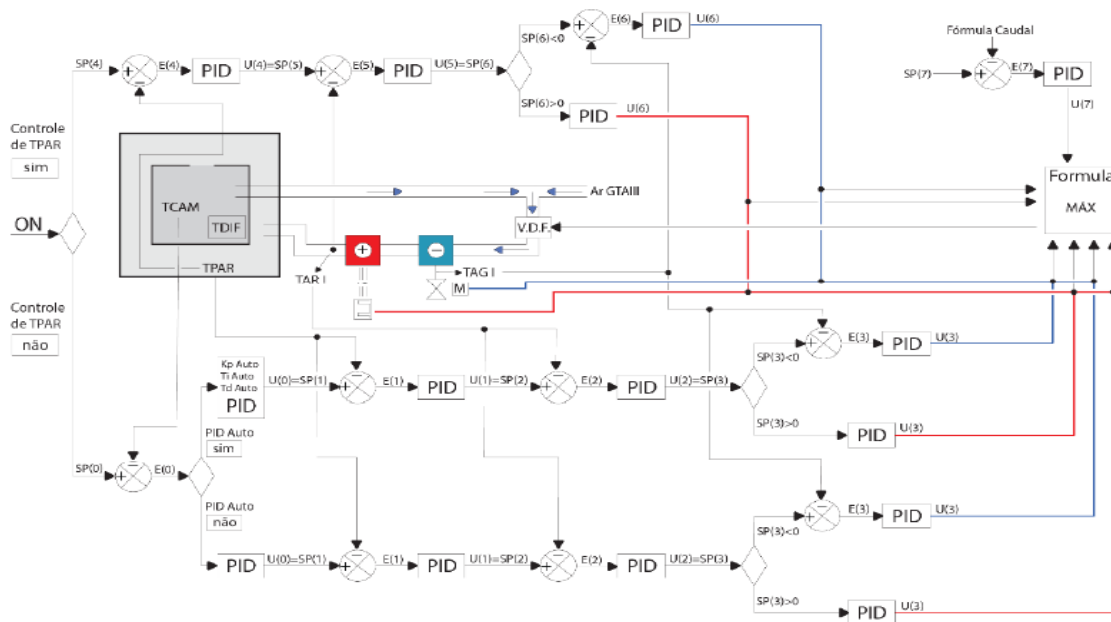 SP(4)
E(4)
PID
U(4)=SP(5)
E(5)
PID
U(5)=SP(6)
SP(6)<0
E(6)
PID
U(6)
SP(6)>0
PID
U(6)
Fórmula Caudal
SP(7)
E(7)
PID
U(7)
Formula
MÁX
Controle
de TPAR
sim
ON
Controle
de TPAR
não
TCAM
TDIF
TPAR
Ar GTAIII
V.D.F.
TAR I
TAG I
M
Kp Auto
Ti Auto
Td Auto
PID
U(0)=SP(1)
E(1)
PID
U(1)=SP(2)
E(2)
PID
U(2)=SP(3)
SP(3)<0
E(3)
PID
U(3)
SP(3)>0
PID
U(3)
SP(0)
E(0)
PID Auto
sim
PID Auto
não
PID
U(0)=SP(1)
E(1)
PID
U(1)=SP(2)
E(2)
PID
U(2)=SP(3)
SP(3)<0
E(3)
PID
U(3)
SP(3)>0
PID
U(3)